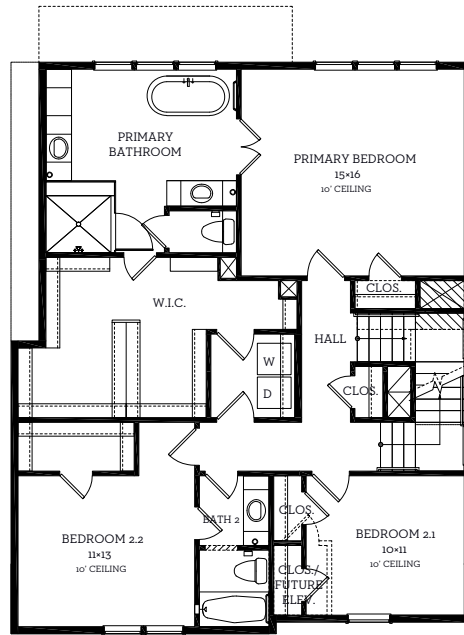 PRIMARY
BATHROOM
PRIMARY BEDROOM
15×16
10' CEILING
CLOS.
W.I.C.
HALL
W
D
CLOS.
BATH 2
CLOS.
BEDROOM 2.2
11×13
10' CEILING
BEDROOM 2.1
10×11
10' CEILING
CLOS./
FUTURE
ELEV.